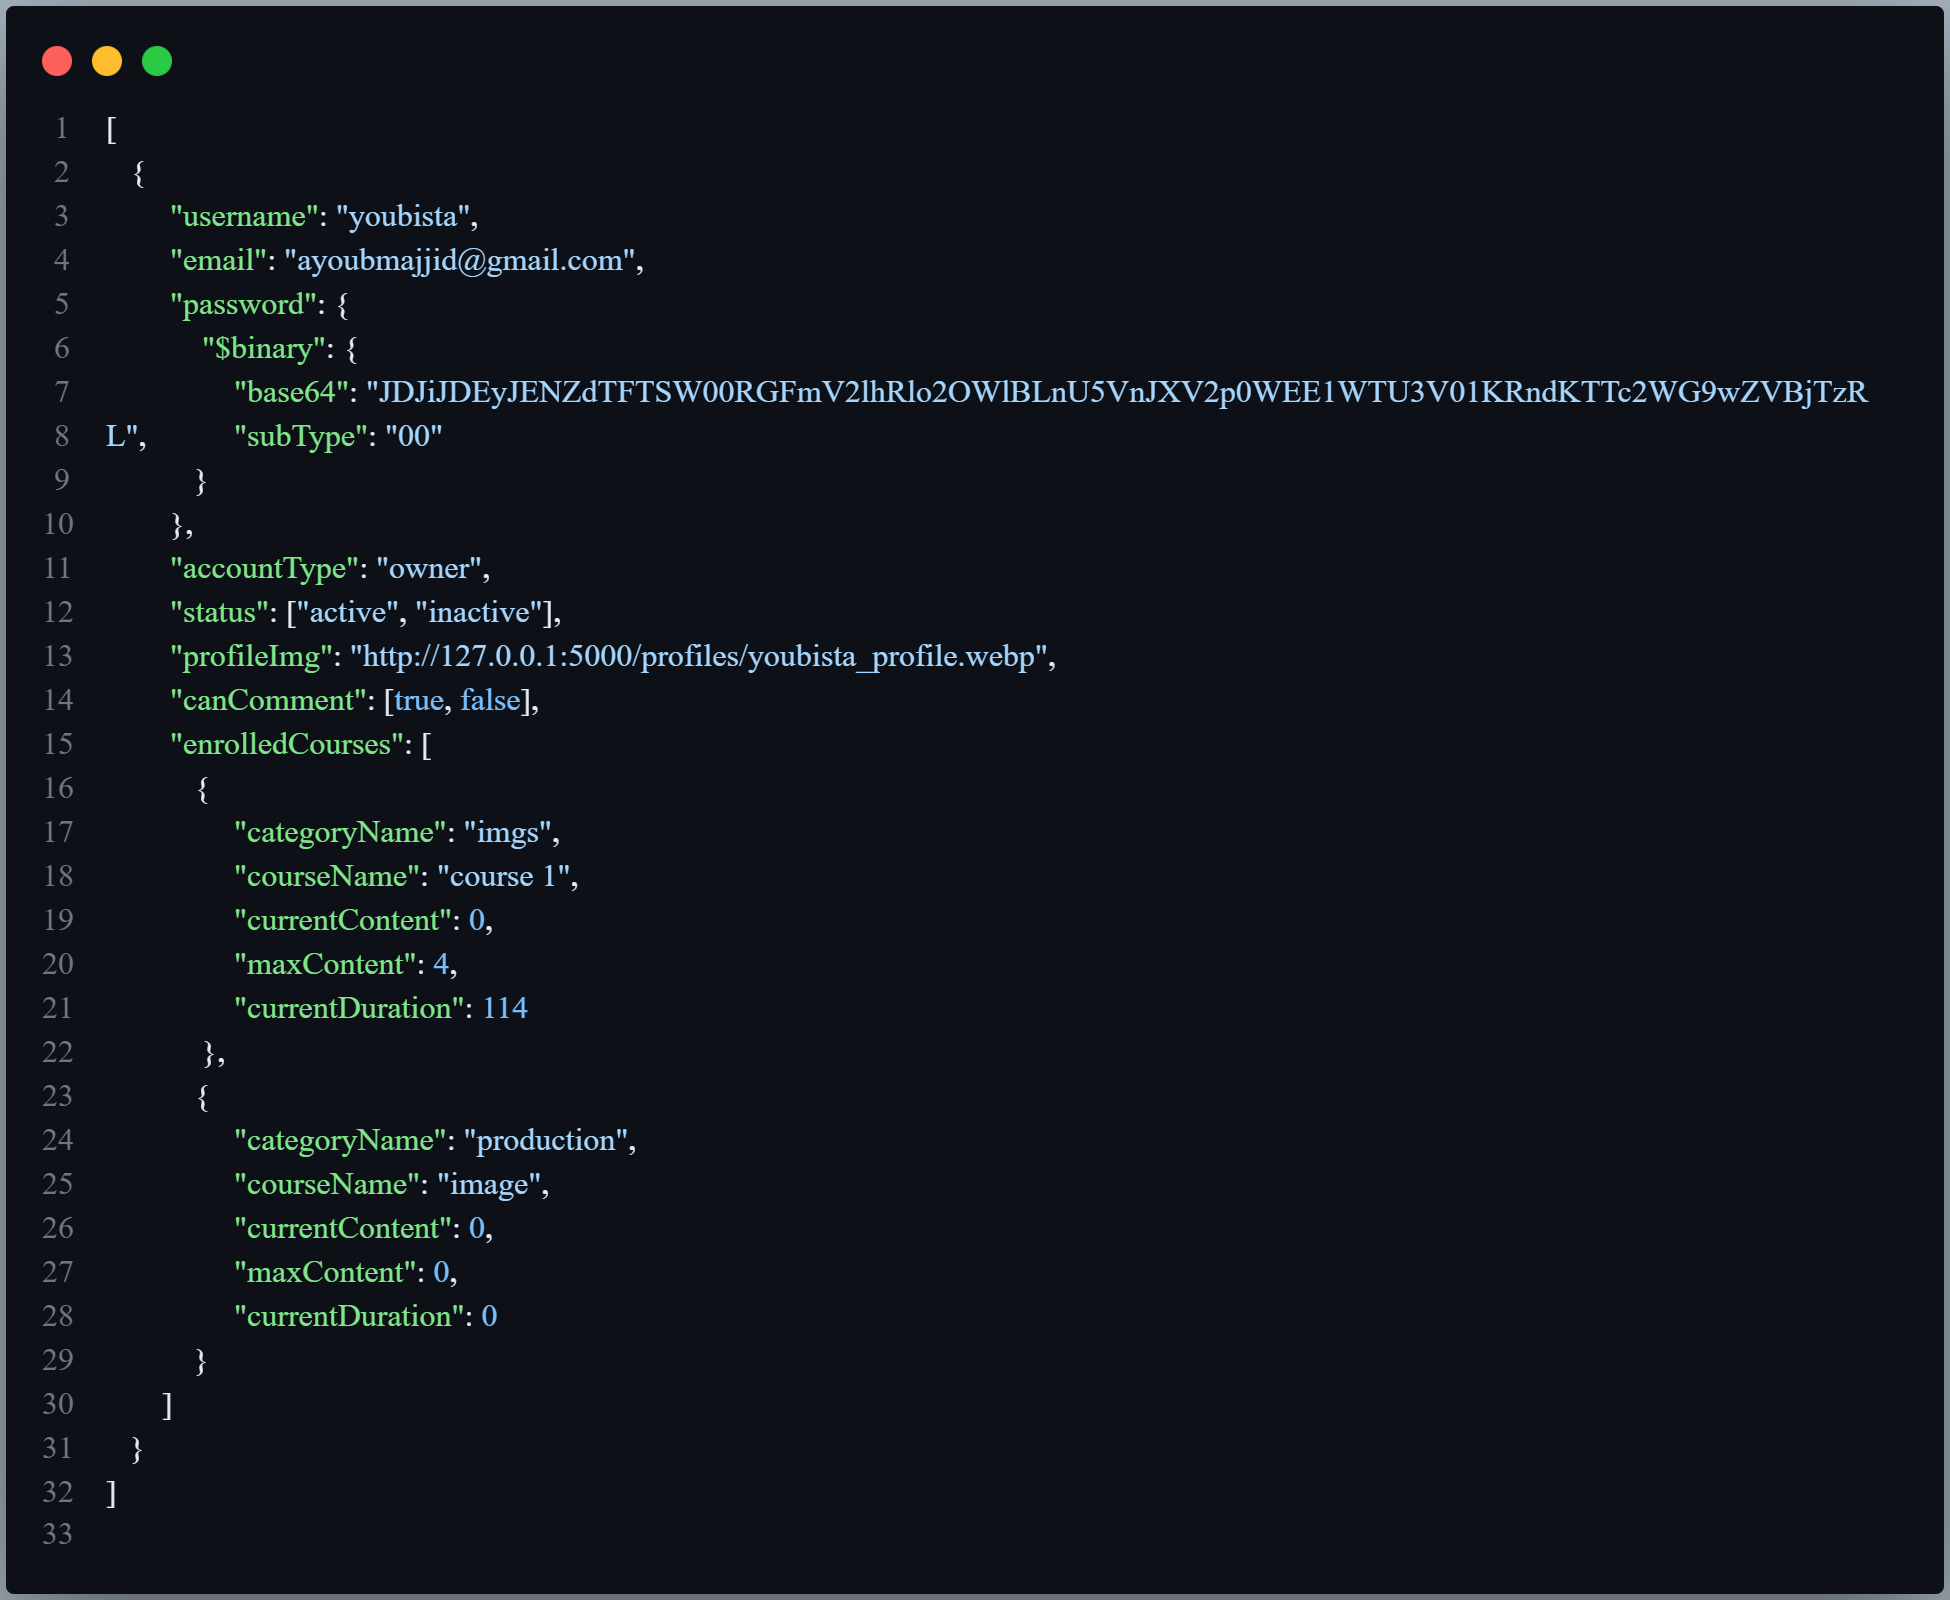 1 [
2 {
3 "username": "youbista",
4 "email": "ayoubmajjid@gmail.com",
5 "password": {
6 "$binary": {
7 "base64": "JDJiJDEyJENZdTFTSW00RGFmV2lhRlo2OWlBLnU5VnJXV2p0WEE1WTU3V01KRndKTTc2WG9wZVBjTzR
8 L", "subType": "00"
9 }
10 },
11 "accountType": "owner",
12 "status": ["active", "inactive"],
13 "profileImg": "http://127.0.0.1:5000/profiles/youbista_profile.webp",
14 "canComment": [true, false],
15 "enrolledCourses": [
16 {
17 "categoryName": "imgs",
18 "courseName": "course 1",
19 "currentContent": 0,
20 "maxContent": 4,
21 "currentDuration": 114
22 },
23 {
24 "categoryName": "production",
25 "courseName": "image",
26 "currentContent": 0,
27 "maxContent": 0,
28 "currentDuration": 0
29 }
30 ]
31 }
32 ]
33